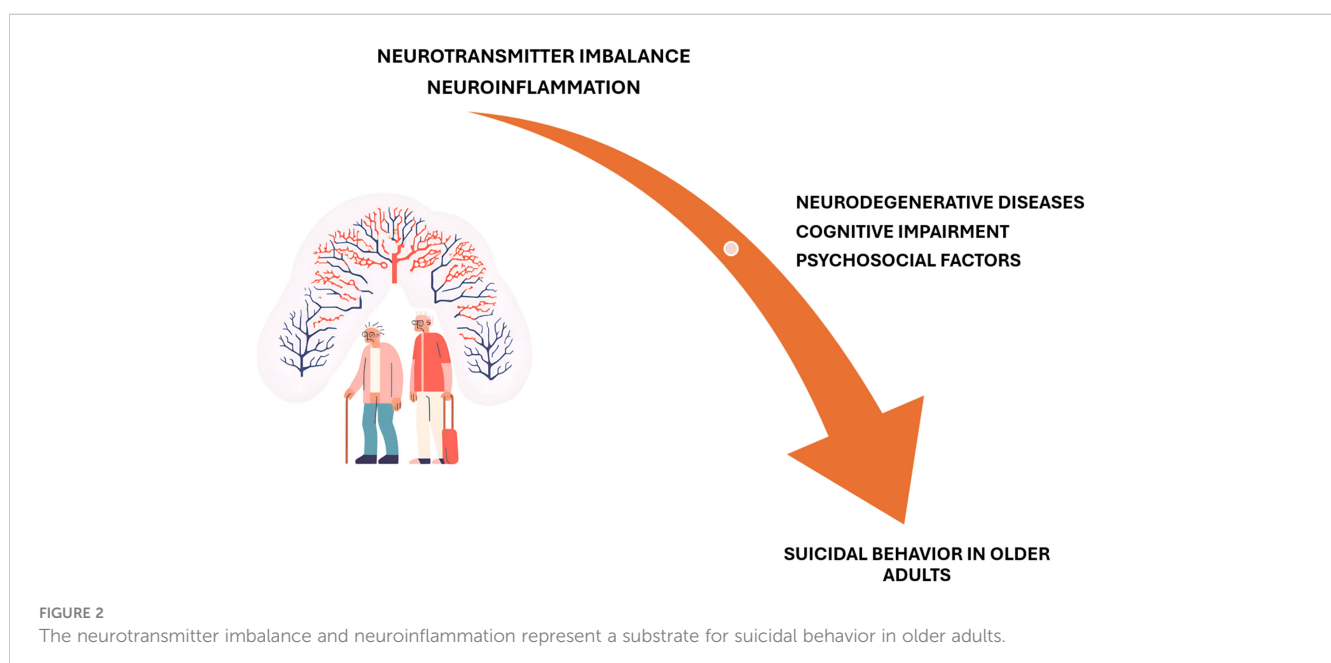 NEUROTRANSMITTER IMBALANCE
NEUROINFLAMMATION
NEURODEGENERATIVE DISEASES
COGNITIVE IMPAIRMENT
PSYCHOSOCIAL FACTORS
SUICIDAL BEHAVIOR IN OLDER
ADULTS
FIGURE 2
The neurotransmitter imbalance and neuroinflammation represent a substrate for suicidal behavior in older adults.